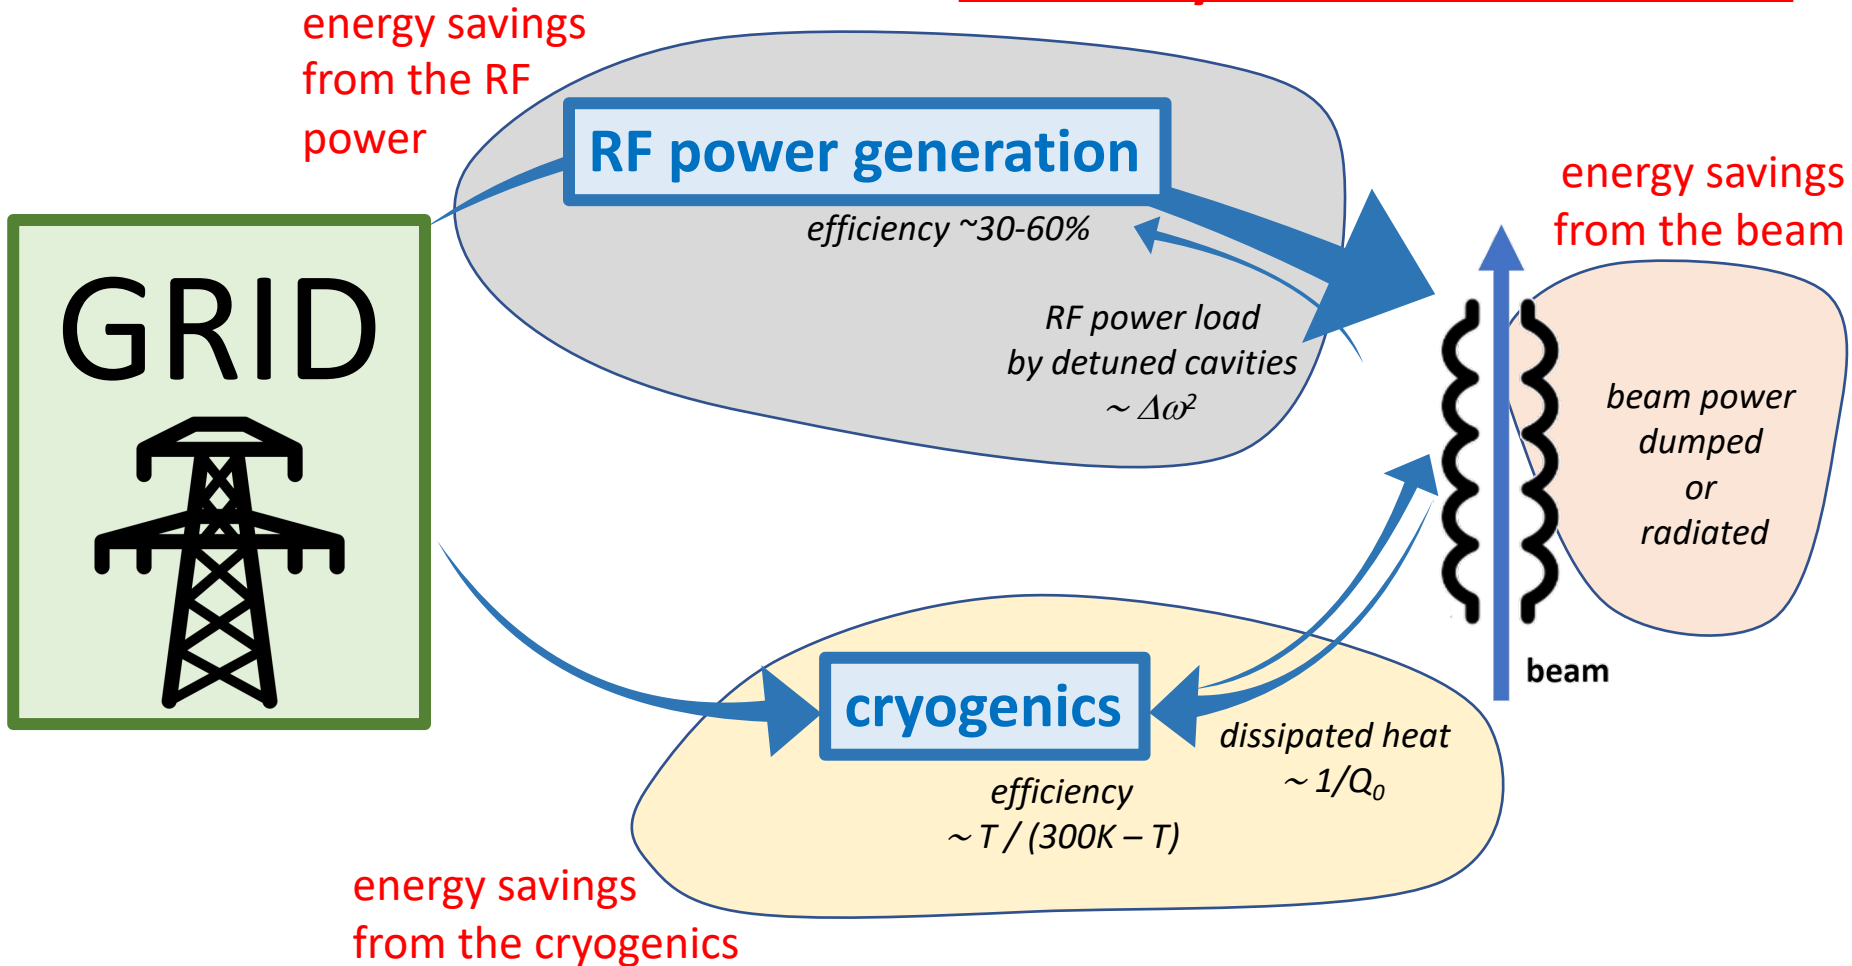 energy savings
from the RF
power
RF power generation
efficiency ~30-60%
energy savings
from the beam
GRID
RF power load
by detuned cavities
~ Δω²
beam power
dumped
or
radiated
beam
cryogenics
dissipated heat
~ 1/Q₀
efficiency
~ T / (300K – T)
energy savings
from the cryogenics